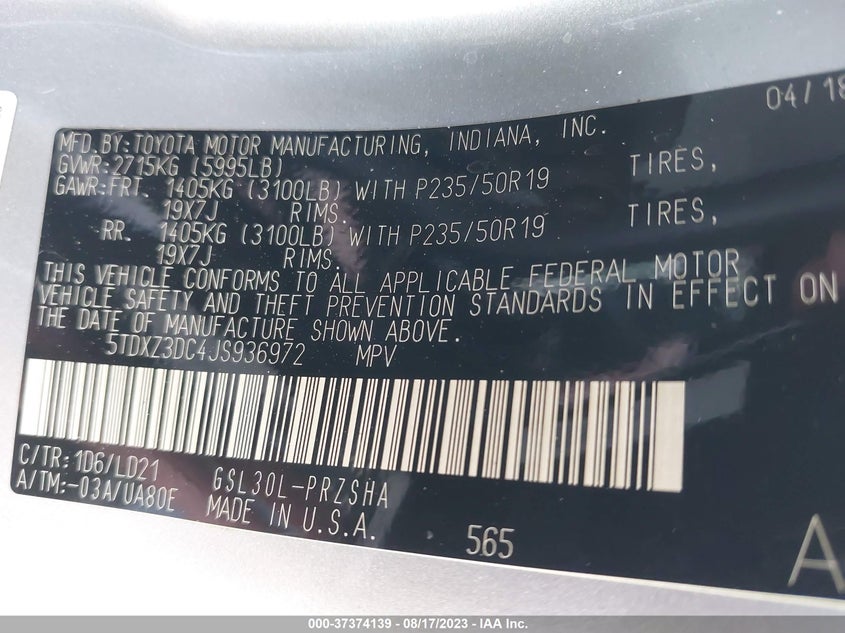 04/18
MFD.BY: TOYOTA MOTOR MANUFACTURING, INDIANA, INC.
GVWR: 2715KG (5995LB)
GAWR: FRT. 1405KG (3100LB) WITH P235/50R19 TIRES,
19X7J RIMS.
RR. 1405KG (3100LB) WITH P235/50R19 TIRES,
19X7J RIMS.
THIS VEHICLE CONFORMS TO ALL APPLICABLE FEDERAL MOTOR
VEHICLE SAFETY AND THEFT PREVENTION STANDARDS IN EFFECT ON
THE DATE OF MANUFACTURE SHOWN ABOVE.
5TDXZ3DC4JS936972 MPV
C/TR: 1D6/LD21 GSL30L-PRZSHA
A/TM:-03A/UA80E MADE IN U.S.A.
565
A
000-37374139 - 08/17/2023 - IAA Inc.